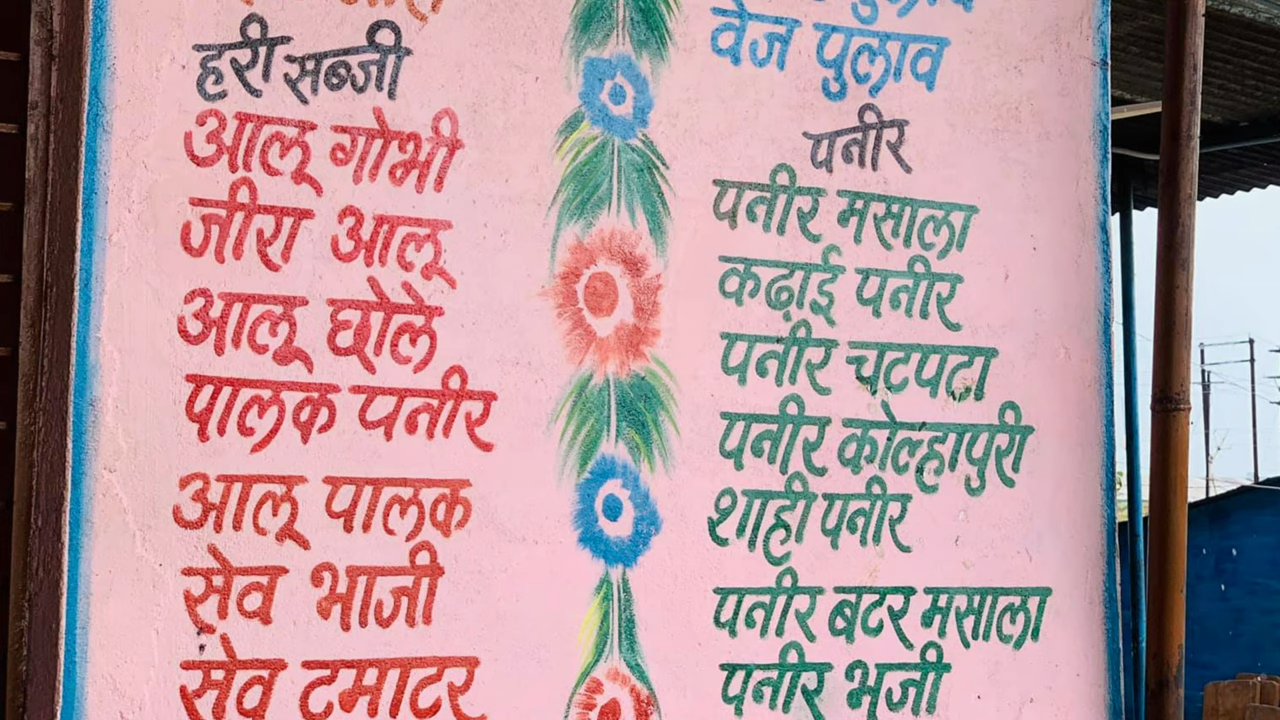 हरी सब्जी
आलू गोभी
जीरा आलू
आलू छोले
पालक पनीर
आलू पालक
सेव भाजी
सेव टमाटर
वेज पुलाव
पनीर
पनीर मसाला
कढ़ाई पनीर
पनीर चटपटा
पनीर कोल्हापुरी
शाही पनीर
पनीर बटर मसाला
पनीर भुजी